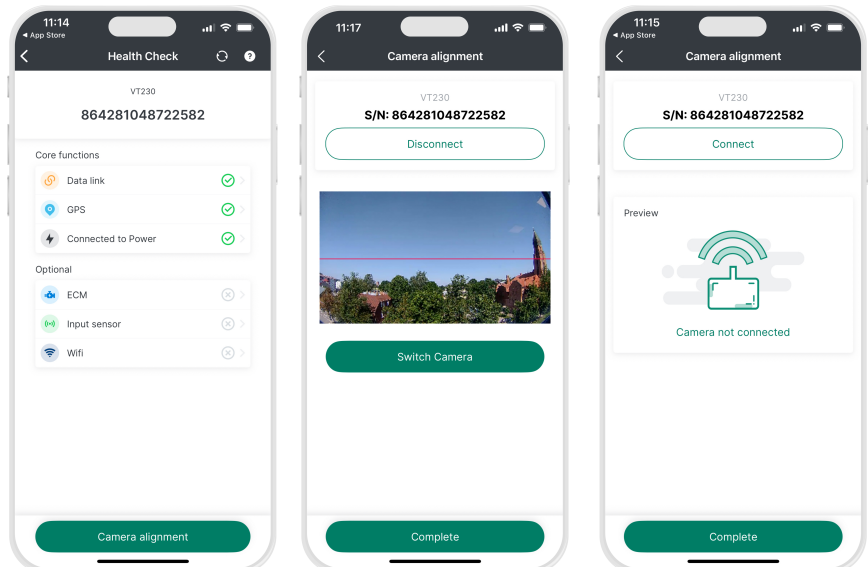 11:14
◀ App Store
Health Check
?
VT230
864281048722582
Core functions
Data link
GPS
Connected to Power
Optional
ECM
Input sensor
Wifi
Camera alignment
11:17
Camera alignment
VT230
S/N: 864281048722582
Disconnect
Switch Camera
Complete
11:15
◀ App Store
Camera alignment
VT230
S/N: 864281048722582
Connect
Preview
Camera not connected
Complete